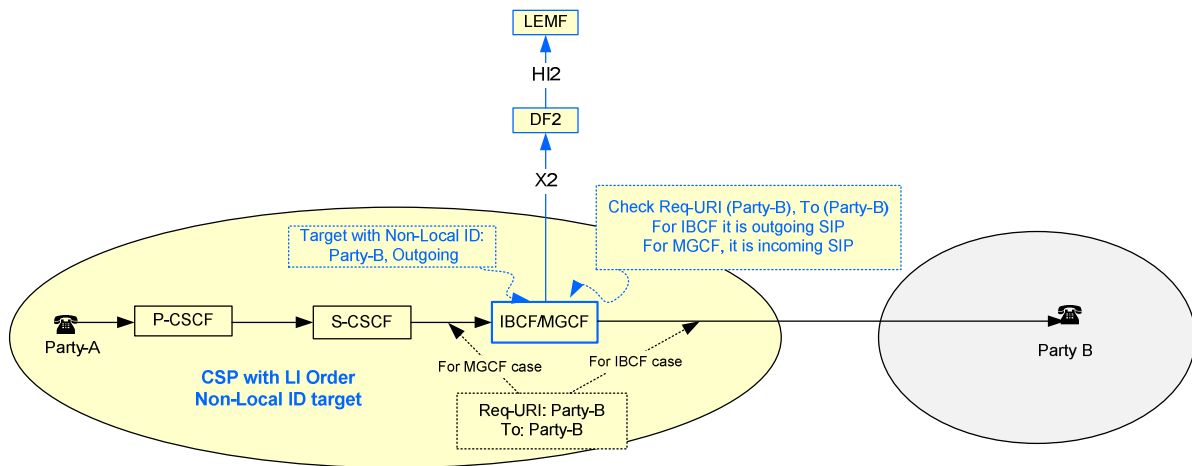 LEMF
HI2
DF2
X2
Check Req-URI (Party-B), To (Party-B)
For IBCF it is outgoing SIP
For MGCF, it is incoming SIP
Target with Non-Local ID:
Party-B, Outgoing
P-CSCF
S-CSCF
IBCF/MGCF
Party-A
Party B
For MGCF case
For IBCF case
CSP with LI Order
Non-Local ID target
Req-URI: Party-B
To: Party-B